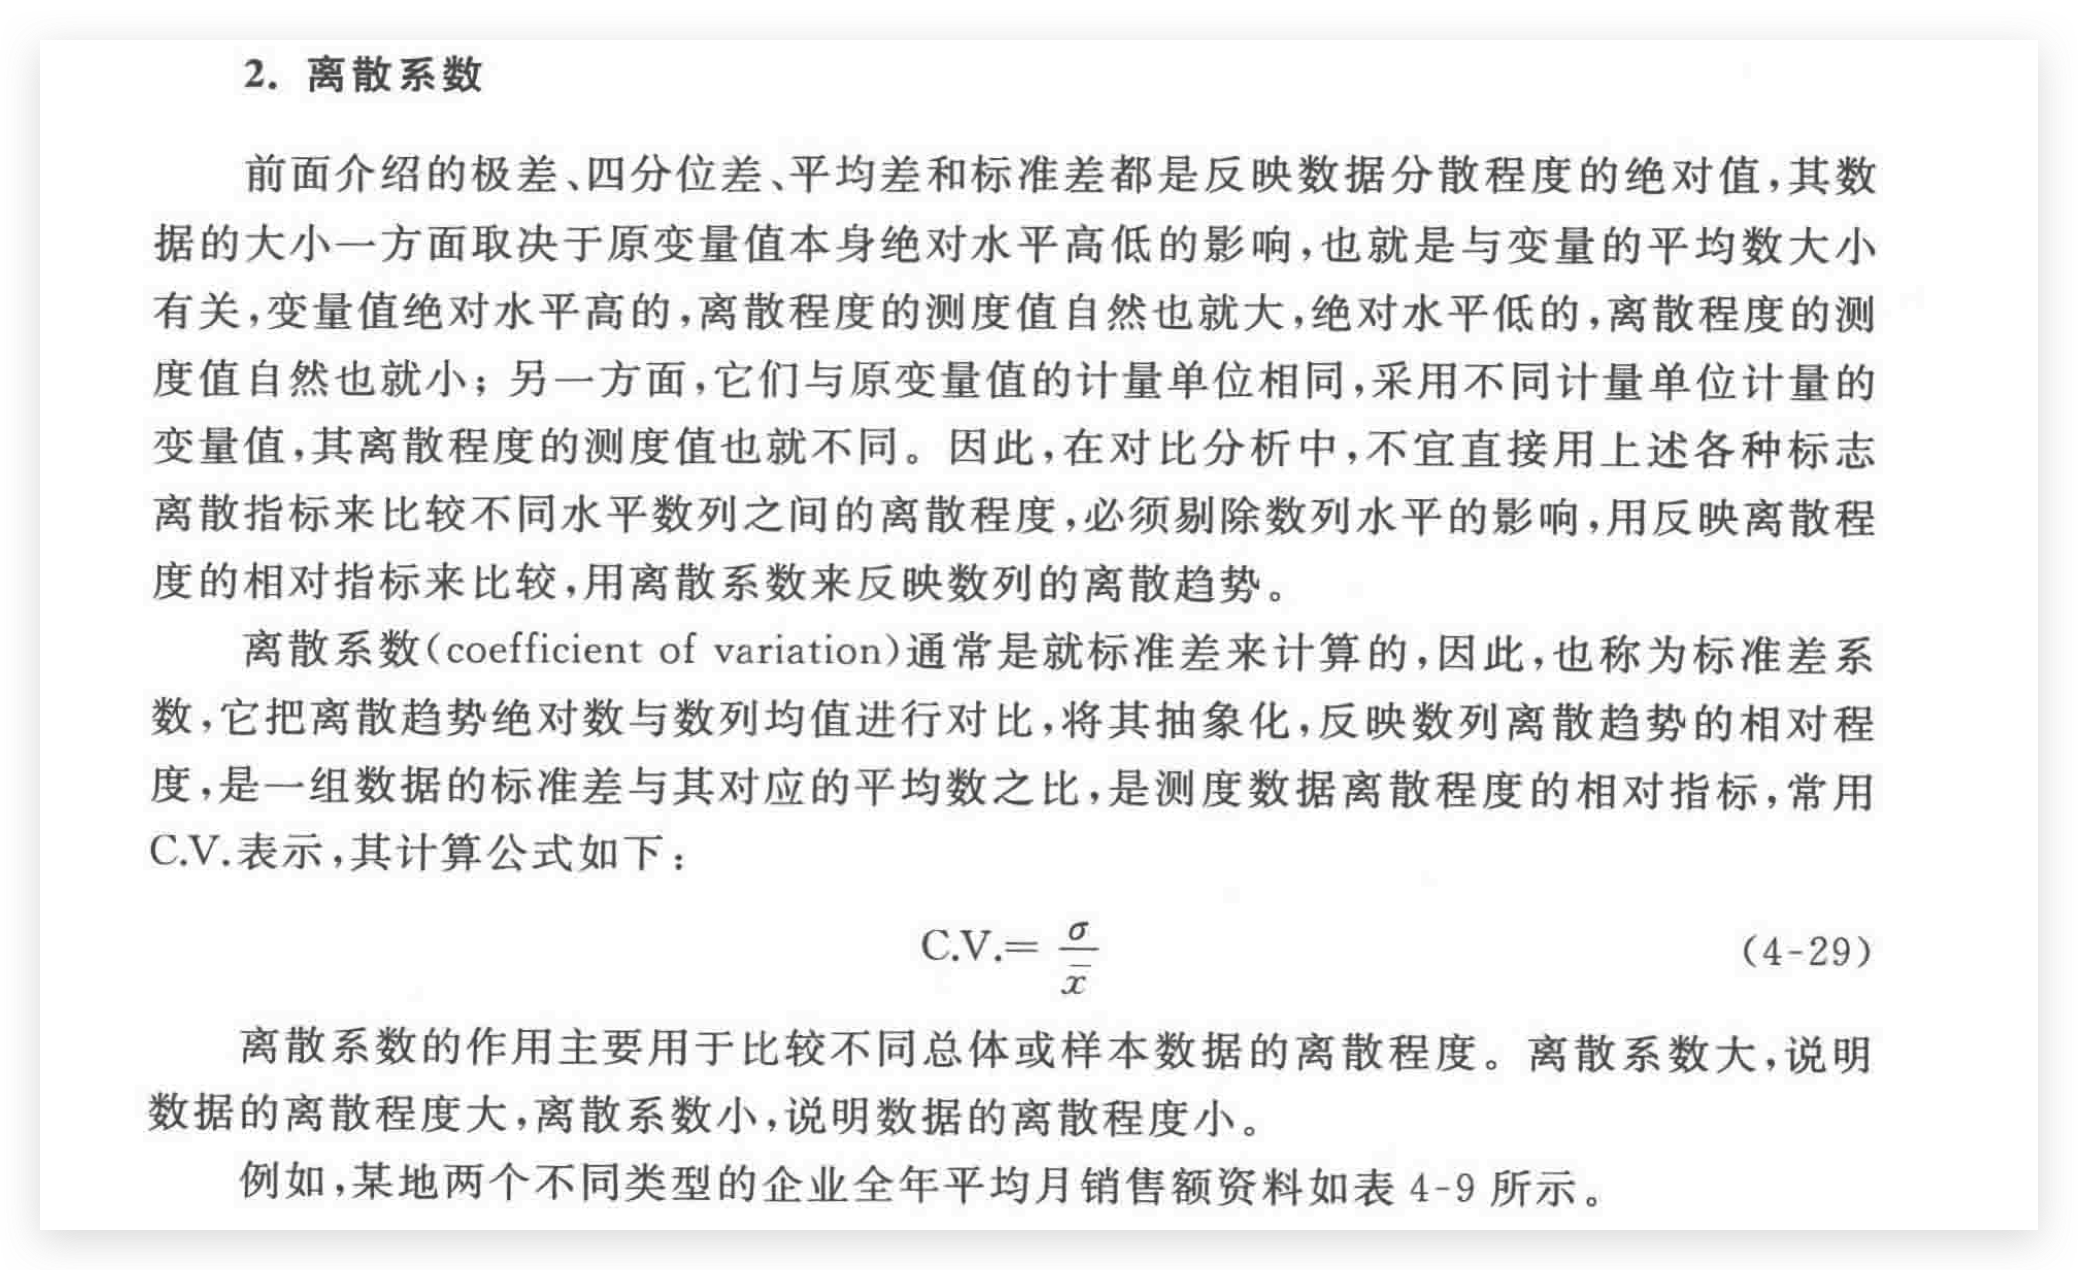 2. 离散系数
前面介绍的极差、四分位差、平均差和标准差都是反映数据分散程度的绝对值,其数
据的大小一方面取决于原变量值本身绝对水平高低的影响,也就是与变量的平均数大小
有关,变量值绝对水平高的,离散程度的测度值自然也就大,绝对水平低的,离散程度的测
度值自然也就小;另一方面,它们与原变量值的计量单位相同,采用不同计量单位计量的
变量值,其离散程度的测度值也就不同。因此,在对比分析中,不宜直接用上述各种标志
离散指标来比较不同水平数列之间的离散程度,必须剔除数列水平的影响,用反映离散程
度的相对指标来比较,用离散系数来反映数列的离散趋势。
离散系数(coefficient of variation)通常是就标准差来计算的,因此,也称为标准差系
数,它把离散趋势绝对数与数列均值进行对比,将其抽象化,反映数列离散趋势的相对程
度,是一组数据的标准差与其对应的平均数之比,是测度数据离散程度的相对指标,常用
C.V.表示,其计算公式如下:
C.V.= σ/x̄ (4-29)
离散系数的作用主要用于比较不同总体或样本数据的离散程度。离散系数大,说明
数据的离散程度大,离散系数小,说明数据的离散程度小。
例如,某地两个不同类型的企业全年平均月销售额资料如表 4-9 所示。